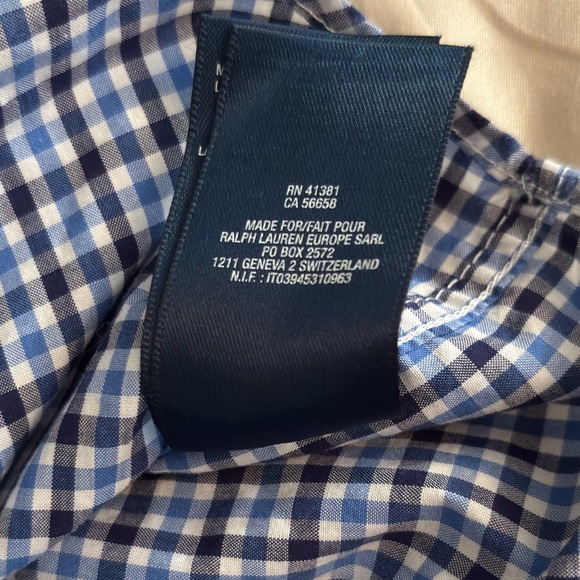 RN 41381
CA 56658
MADE FOR/FAIT POUR
RALPH LAUREN EUROPE SARL
PO BOX 2572
1211 GENEVA 2 SWITZERLAND
N.I.F. : IT03945310963